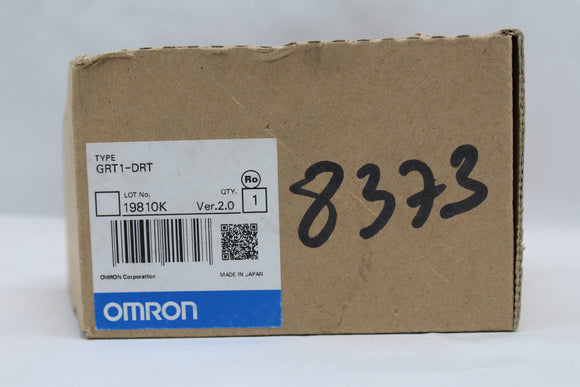 TYPE
GRT1-DRT
Ro
LOT No. QTY.
19810K Ver.2.0 1
OMRON Corporation MADE IN JAPAN
OMRON
8373